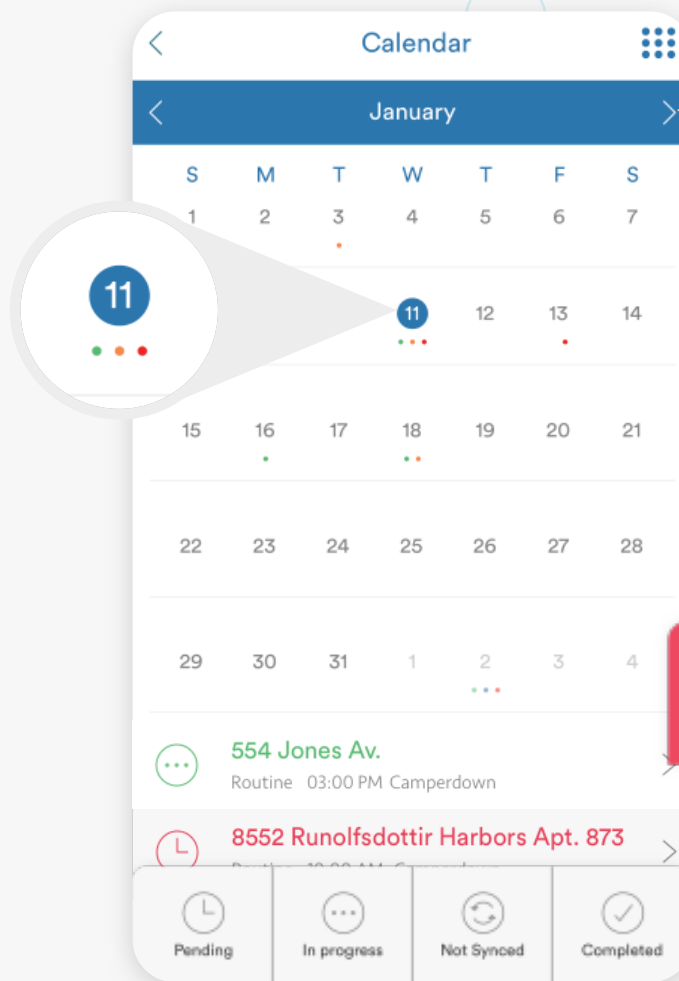 Calendar
January
S M T W T F S
1 2 3 4 5 6 7
11
11 12 13 14
15 16 17 18 19 20 21
22 23 24 25 26 27 28
29 30 31 1 2 3 4
554 Jones Av.
Routine 03:00 PM Camperdown
8552 Runolfsdottir Harbors Apt. 873
Pending In progress Not Synced Completed